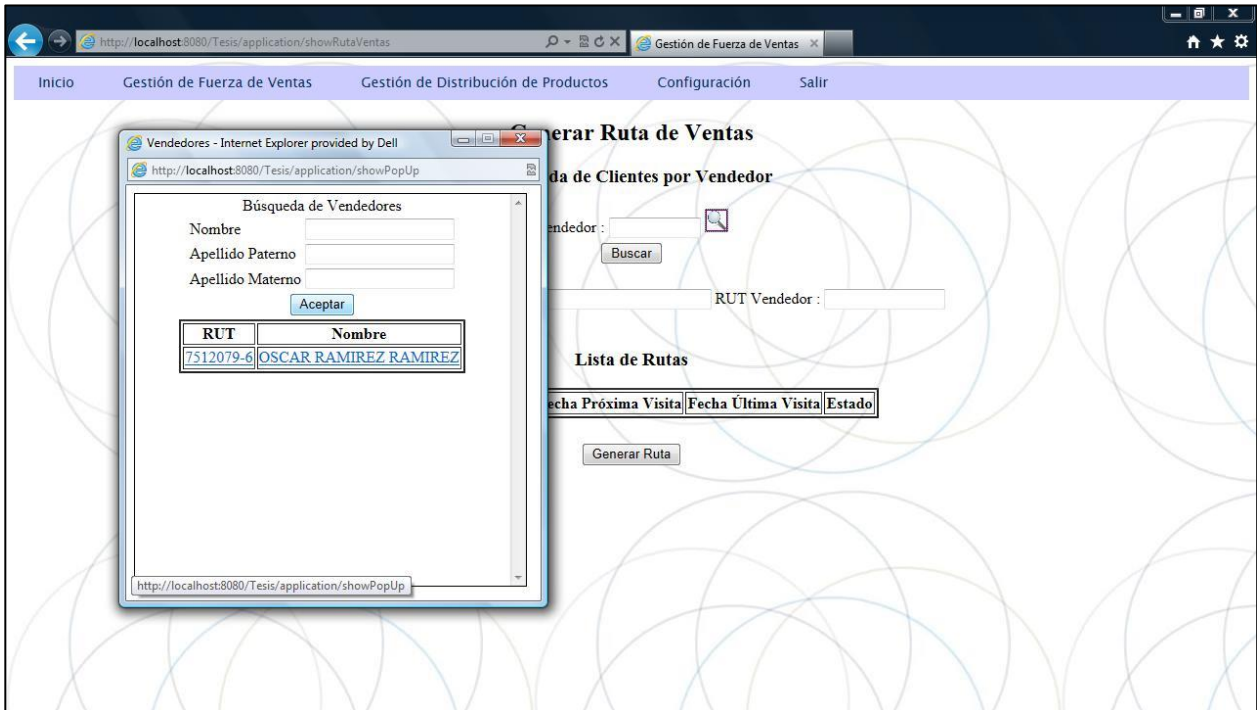 http://localhost:8080/Tesis/application/showRutaVentas
Gestión de Fuerza de Ventas
Inicio Gestión de Fuerza de Ventas Gestión de Distribución de Productos Configuración Salir
erar Ruta de Ventas
da de Clientes por Vendedor
endedor :
Buscar
RUT Vendedor :
Lista de Rutas
echa Próxima Visita Fecha Última Visita Estado
Generar Ruta
Vendedores - Internet Explorer provided by Dell
http://localhost:8080/Tesis/application/showPopUp
Búsqueda de Vendedores
Nombre
Apellido Paterno
Apellido Materno
Aceptar
RUT Nombre
7512079-6 OSCAR RAMIREZ RAMIREZ
http://localhost:8080/Tesis/application/showPopUp